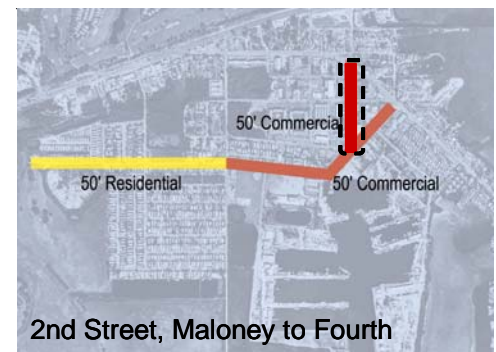 50' Commercial
50' Residential
50' Commercial
2nd Street, Maloney to Fourth